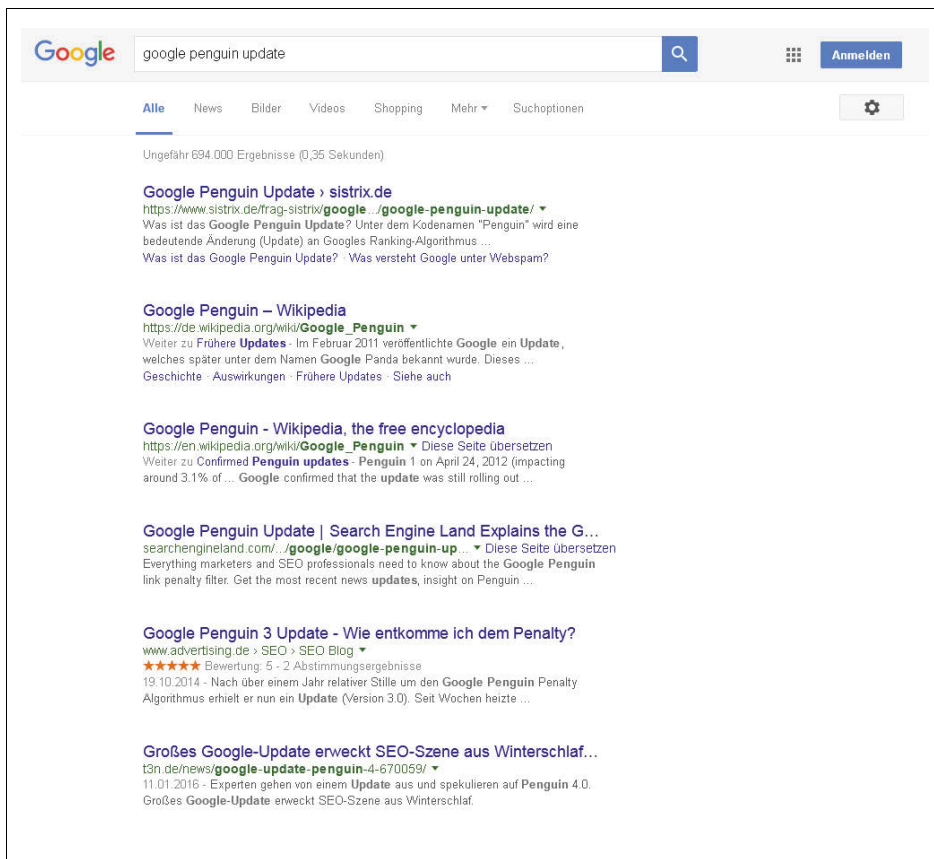 Google google penguin update Anmelden
Alle News Bilder Videos Shopping Mehr ▾ Suchoptionen
Ungefähr 694.000 Ergebnisse (0,35 Sekunden)
Google Penguin Update › sistrix.de
https://www.sistrix.de/frag-sistrix/google.../google-penguin-update/ ▾
Was ist das Google Penguin Update? Unter dem Kodenamen "Penguin" wird eine
bedeutende Änderung (Update) an Googles Ranking-Algorithmus ...
Was ist das Google Penguin Update? · Was versteht Google unter Webspam?
Google Penguin – Wikipedia
https://de.wikipedia.org/wiki/Google_Penguin ▾
Weiter zu Frühere Updates - Im Februar 2011 veröffentlichte Google ein Update,
welches später unter dem Namen Google Panda bekannt wurde. Dieses ...
Geschichte · Auswirkungen · Frühere Updates · Siehe auch
Google Penguin - Wikipedia, the free encyclopedia
https://en.wikipedia.org/wiki/Google_Penguin ▾ Diese Seite übersetzen
Weiter zu Confirmed Penguin updates - Penguin 1 on April 24, 2012 (impacting
around 3.1% of ... Google confirmed that the update was still rolling out ...
Google Penguin Update | Search Engine Land Explains the G...
searchengineland.com/.../google/google-penguin-up... ▾ Diese Seite übersetzen
Everything marketers and SEO professionals need to know about the Google Penguin
link penalty filter. Get the most recent news updates, insight on Penguin ...
Google Penguin 3 Update - Wie entkomme ich dem Penalty?
www.advertising.de › SEO › SEO Blog ▾
★★★★★ Bewertung: 5 - 2 Abstimmungsergebnisse
19.10.2014 - Nach über einem Jahr relativer Stille um den Google Penguin Penalty
Algorithmus erhielt er nun ein Update (Version 3.0). Seit Wochen heizte ...
Großes Google-Update erweckt SEO-Szene aus Winterschlaf...
t3n.de/news/google-update-penguin-4-670059/ ▾
11.01.2016 - Experten gehen von einem Update aus und spekulieren auf Penguin 4.0.
Großes Google-Update erweckt SEO-Szene aus Winterschlaf.